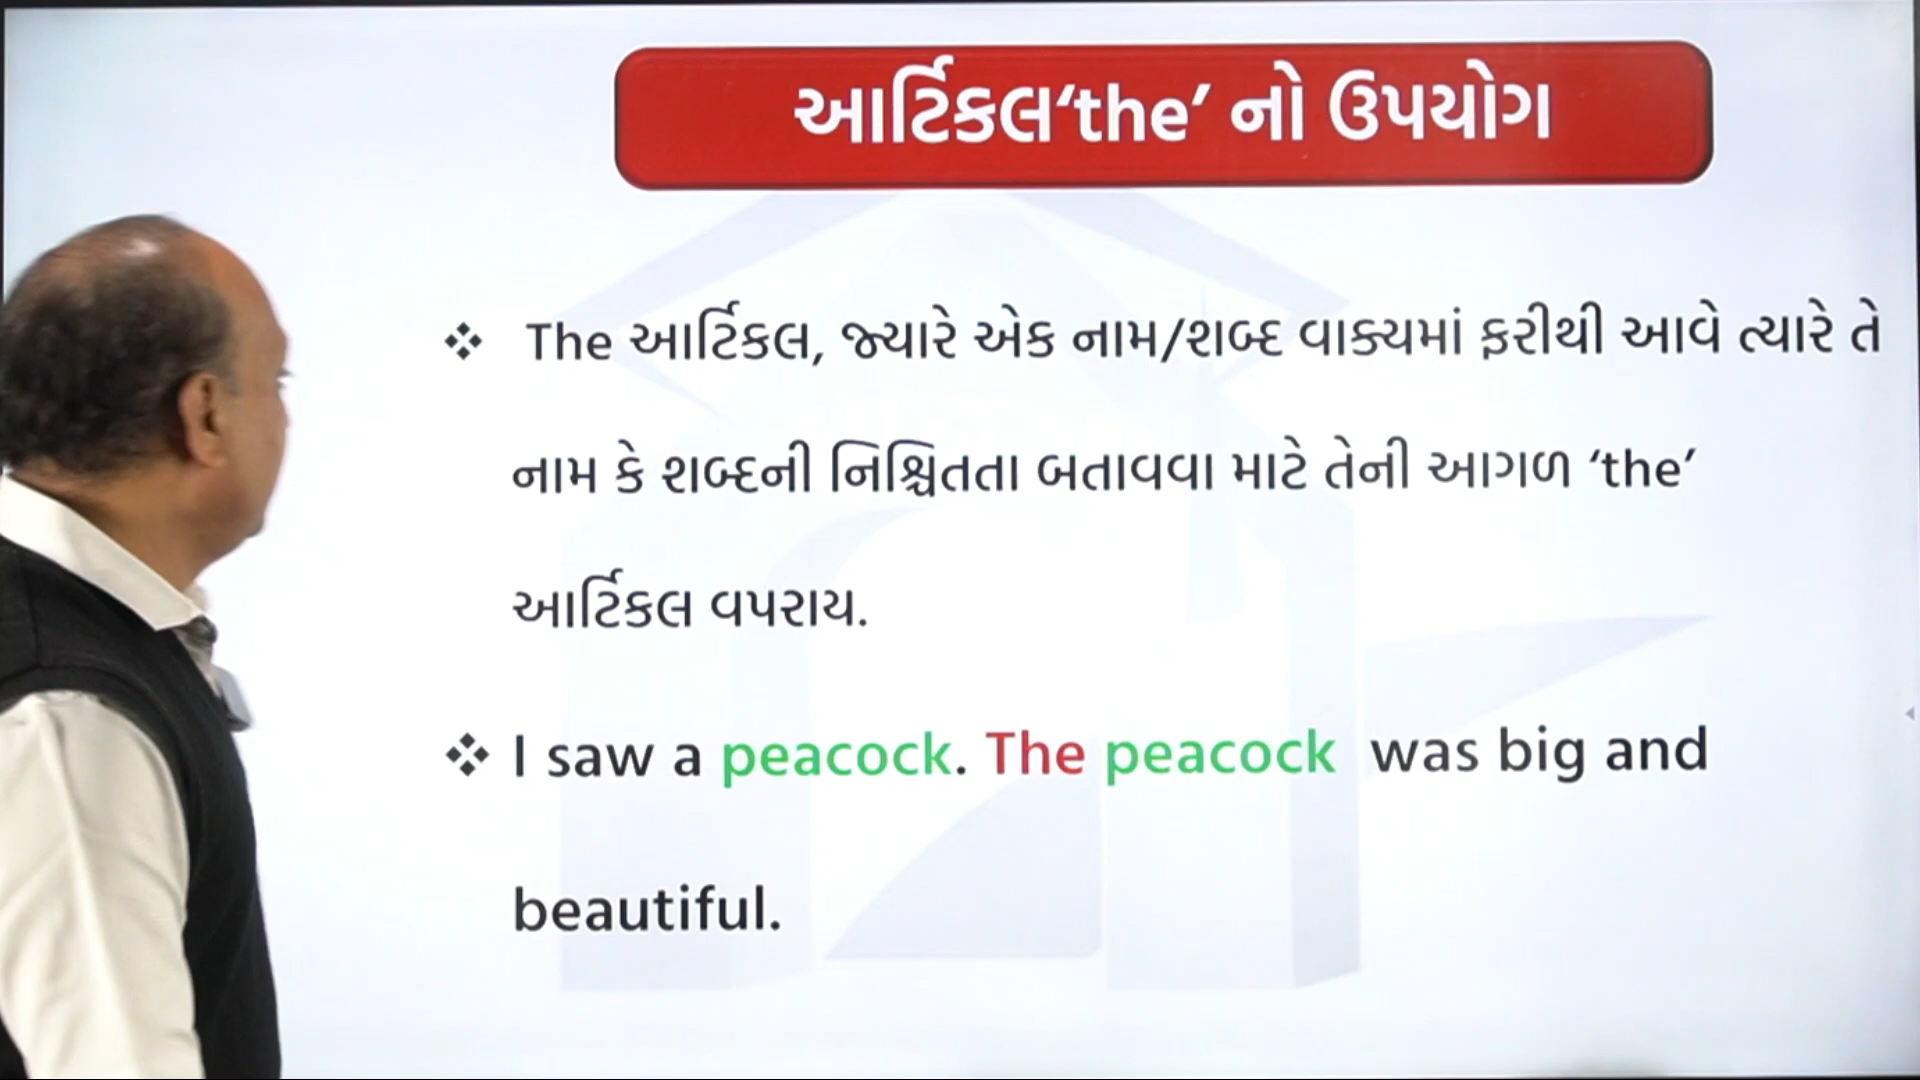 આર્ટિકલ‘the’ નો ઉપયોગ
❖ The આર્ટિકલ, જ્યારે એક નામ/શબ્દ વાક્યમાં ફરીથી આવે ત્યારે તે
નામ કે શબ્દની નિશ્ચિતતા બતાવવા માટે તેની આગળ ‘the’
આર્ટિકલ વપરાય.
❖ I saw a peacock. The peacock was big and
beautiful.